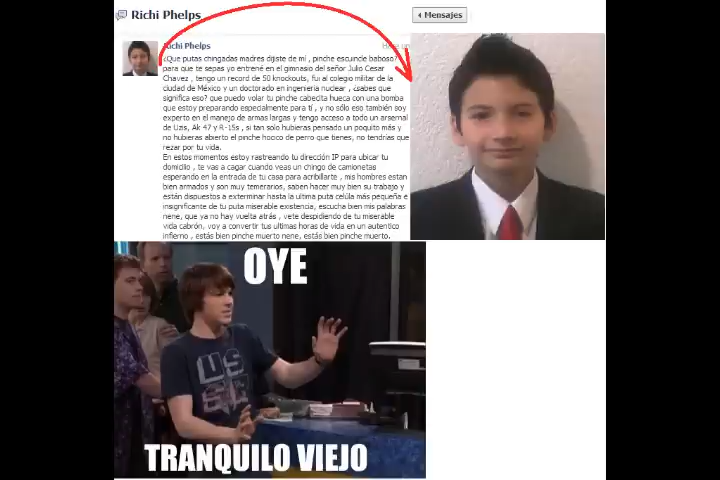 Richi Phelps
Mensajes
Richi Phelps
¿Que putas chingadas madres dijiste de mi , pinche escuincle baboso?
para que te sepas yo entrené en el gimnasio del señor Julio Cesar
Chavez , tengo un record de 50 knockouts, fui al colegio militar de la
ciudad de México y un doctorado en ingenieria nuclear , ¿sabes que
significa eso? que puedo volar tu pinche cabecita hueca con una bomba
que estoy preparando especialmente para tí , y no sólo eso también soy
experto en el manejo de armas largas y tengo acceso a todo un arsenal
de Uzis, Ak 47 y R-15s, si tan solo hubieras pensado un poquito más y
no hubieras abierto el pinche hocico de perro que tienes, no tendrías que
rezar por tu vida.
En estos momentos estoy rastreando tu dirección IP para ubicar tu
domicilio , te vas a cagar cuando veas un chingo de camionetas
esperando en la entrada de tu casa para acribillarte , mis hombres estan
bien armados y son muy temerarios, saben hacer muy bien su trabajo y
están dispuestos a exterminar hasta la ultima puta celúla más pequeña e
insignificante de tu puta miserable existencia, escucha bien mis palabras
nene, que ya no hay vuelta atrás , vete despidiendo de tu miserable
vida cabrón, voy a convertir tus ultimas horas de vida en un autentico
infierno , estás bien pinche muerto nene, estás bien pinche muerto.
OYE
TRANQUILO VIEJO